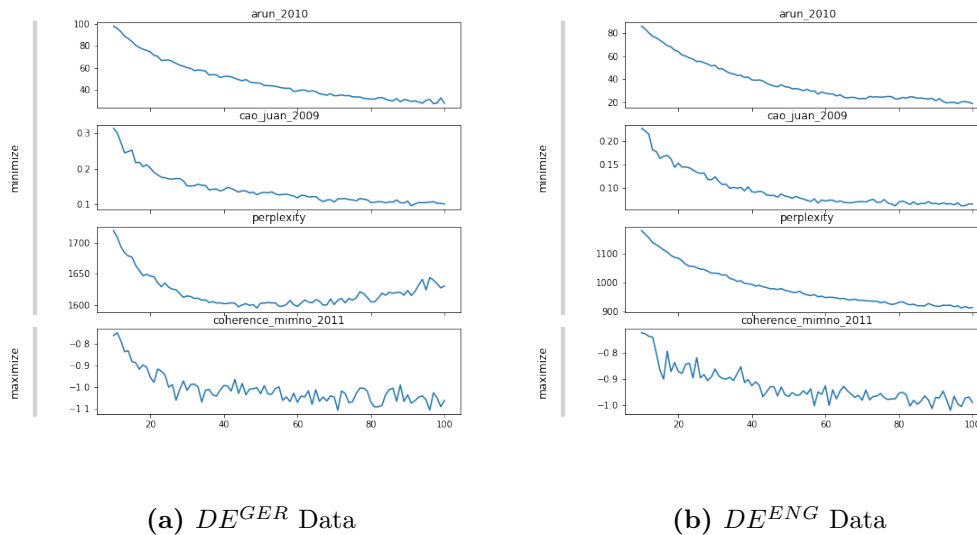 arun_2010
100
80
60
40
cao_juan_2009
0.3
0.2
0.1
minimize
perplexity
1700
1650
1600
coherence_mimno_2011
−0.8
−0.9
−1.0
−1.1
maximize
20 40 60 80 100
(a) DE^GER Data
arun_2010
80
60
40
20
cao_juan_2009
0.20
0.15
0.10
minimize
perplexity
1100
1000
900
coherence_mimno_2011
−0.8
−0.9
−1.0
maximize
20 40 60 80 100
(b) DE^ENG Data